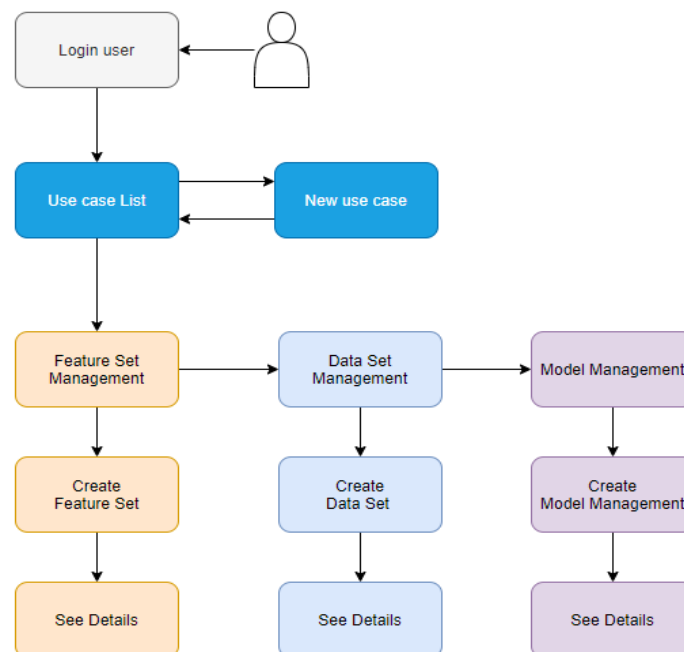 Login user
Use case List
New use case
Feature Set
Management
Data Set
Management
Model Management
Create
Feature Set
Create
Data Set
Create
Model Management
See Details
See Details
See Details